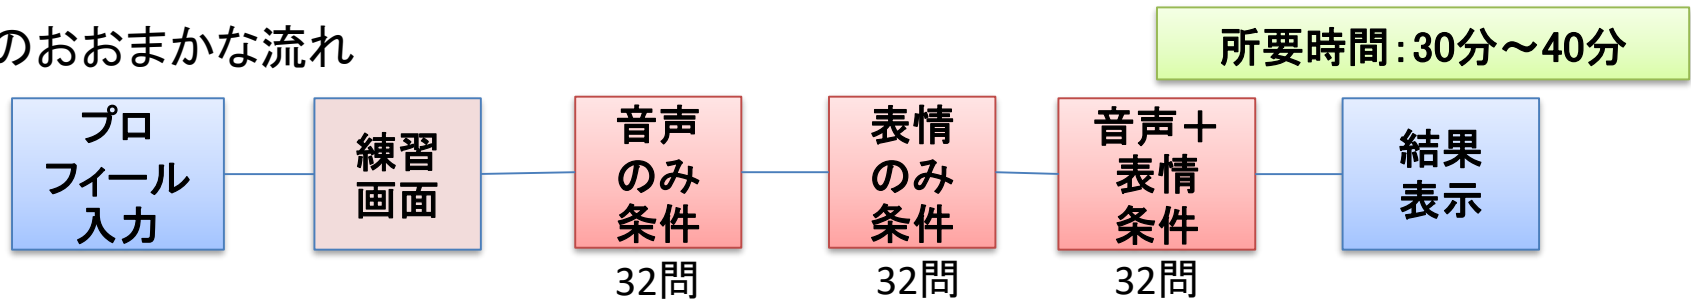 のおおまかな流れ
所要時間:30分～40分
プロ
フィール
入力
練習
画面
音声
のみ
条件
32問
表情
のみ
条件
32問
音声＋
表情
条件
32問
結果
表示